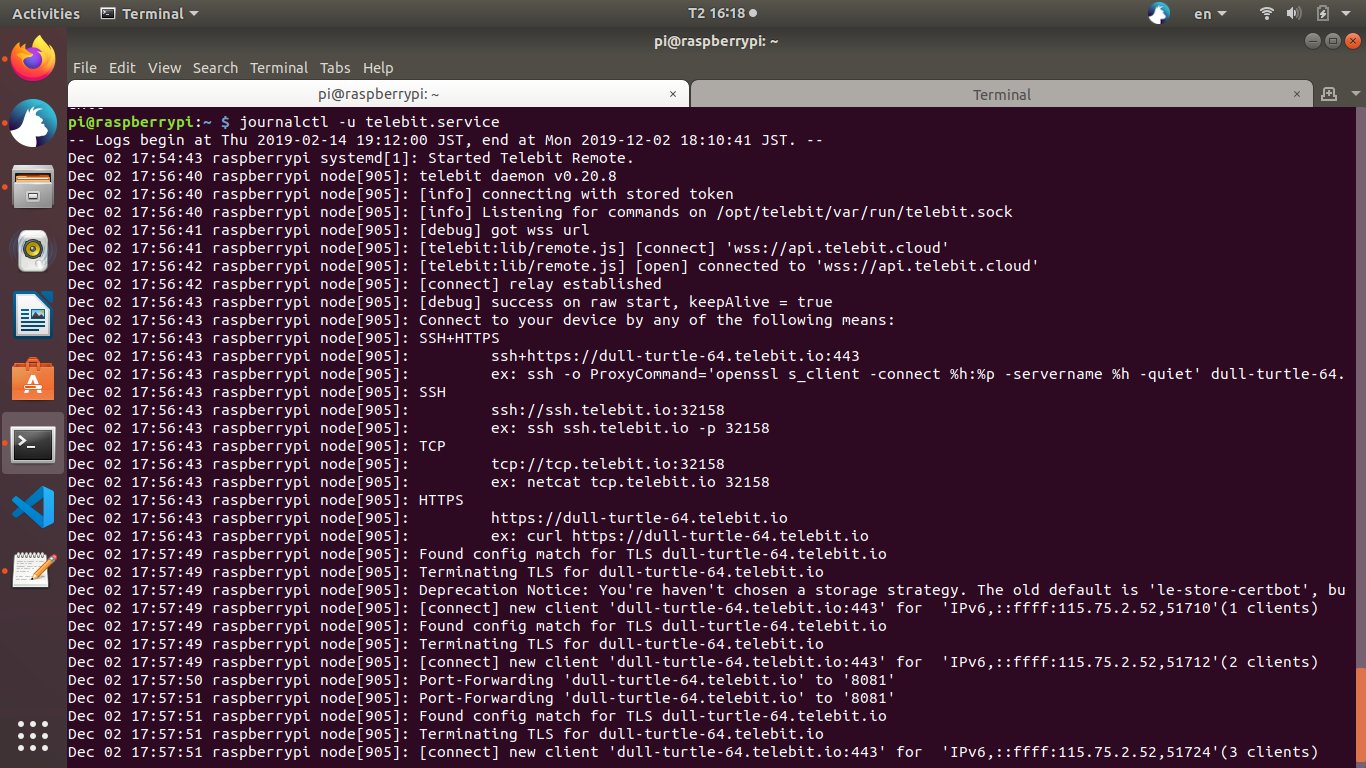 Activities Terminal T2 16:18 en
pi@raspberrypi: ~
File Edit View Search Terminal Tabs Help
pi@raspberrypi: ~ × Terminal ×
pi@raspberrypi:~ $ journalctl -u telebit.service
-- Logs begin at Thu 2019-02-14 19:12:00 JST, end at Mon 2019-12-02 18:10:41 JST. --
Dec 02 17:54:43 raspberrypi systemd[1]: Started Telebit Remote.
Dec 02 17:56:40 raspberrypi node[905]: telebit daemon v0.20.8
Dec 02 17:56:40 raspberrypi node[905]: [info] connecting with stored token
Dec 02 17:56:40 raspberrypi node[905]: [info] Listening for commands on /opt/telebit/var/run/telebit.sock
Dec 02 17:56:41 raspberrypi node[905]: [debug] got wss url
Dec 02 17:56:41 raspberrypi node[905]: [telebit:lib/remote.js] [connect] 'wss://api.telebit.cloud'
Dec 02 17:56:42 raspberrypi node[905]: [telebit:lib/remote.js] [open] connected to 'wss://api.telebit.cloud'
Dec 02 17:56:42 raspberrypi node[905]: [connect] relay established
Dec 02 17:56:43 raspberrypi node[905]: [debug] success on raw start, keepAlive = true
Dec 02 17:56:43 raspberrypi node[905]: Connect to your device by any of the following means:
Dec 02 17:56:43 raspberrypi node[905]: SSH+HTTPS
Dec 02 17:56:43 raspberrypi node[905]:         ssh+https://dull-turtle-64.telebit.io:443
Dec 02 17:56:43 raspberrypi node[905]:         ex: ssh -o ProxyCommand='openssl s_client -connect %h:%p -servername %h -quiet' dull-turtle-64.
Dec 02 17:56:43 raspberrypi node[905]: SSH
Dec 02 17:56:43 raspberrypi node[905]:         ssh://ssh.telebit.io:32158
Dec 02 17:56:43 raspberrypi node[905]:         ex: ssh ssh.telebit.io -p 32158
Dec 02 17:56:43 raspberrypi node[905]: TCP
Dec 02 17:56:43 raspberrypi node[905]:         tcp://tcp.telebit.io:32158
Dec 02 17:56:43 raspberrypi node[905]:         ex: netcat tcp.telebit.io 32158
Dec 02 17:56:43 raspberrypi node[905]: HTTPS
Dec 02 17:56:43 raspberrypi node[905]:         https://dull-turtle-64.telebit.io
Dec 02 17:56:43 raspberrypi node[905]:         ex: curl https://dull-turtle-64.telebit.io
Dec 02 17:57:49 raspberrypi node[905]: Found config match for TLS dull-turtle-64.telebit.io
Dec 02 17:57:49 raspberrypi node[905]: Terminating TLS for dull-turtle-64.telebit.io
Dec 02 17:57:49 raspberrypi node[905]: Deprecation Notice: You're haven't chosen a storage strategy. The old default is 'le-store-certbot', bu
Dec 02 17:57:49 raspberrypi node[905]: [connect] new client 'dull-turtle-64.telebit.io:443' for  'IPv6,::ffff:115.75.2.52,51710'(1 clients)
Dec 02 17:57:49 raspberrypi node[905]: Found config match for TLS dull-turtle-64.telebit.io
Dec 02 17:57:49 raspberrypi node[905]: Terminating TLS for dull-turtle-64.telebit.io
Dec 02 17:57:49 raspberrypi node[905]: [connect] new client 'dull-turtle-64.telebit.io:443' for  'IPv6,::ffff:115.75.2.52,51712'(2 clients)
Dec 02 17:57:50 raspberrypi node[905]: Port-Forwarding 'dull-turtle-64.telebit.io' to '8081'
Dec 02 17:57:51 raspberrypi node[905]: Port-Forwarding 'dull-turtle-64.telebit.io' to '8081'
Dec 02 17:57:51 raspberrypi node[905]: Found config match for TLS dull-turtle-64.telebit.io
Dec 02 17:57:51 raspberrypi node[905]: Terminating TLS for dull-turtle-64.telebit.io
Dec 02 17:57:51 raspberrypi node[905]: [connect] new client 'dull-turtle-64.telebit.io:443' for  'IPv6,::ffff:115.75.2.52,51724'(3 clients)